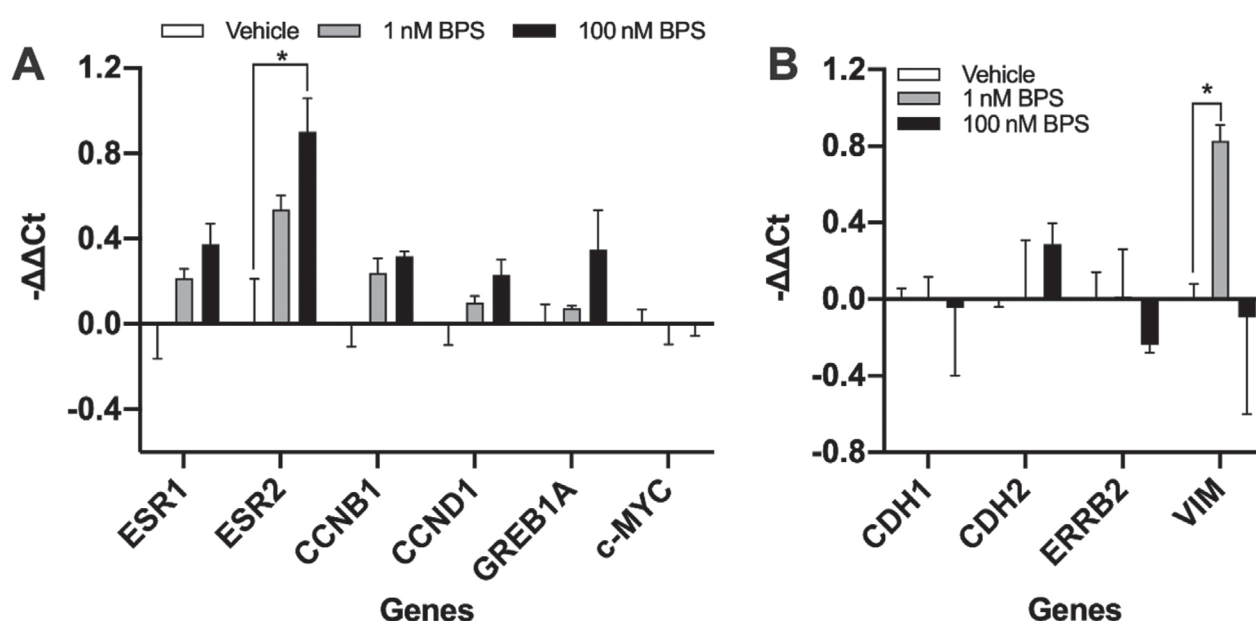 Vehicle 1 nM BPS 100 nM BPS
A
*
1.2
0.8
0.4
0.0
-0.4
-ΔΔCt
ESR1 ESR2 CCNB1 CCND1 GREB1A c-MYC
Genes
B
Vehicle
1 nM BPS
100 nM BPS
*
1.2
0.8
0.4
0.0
-0.4
-0.8
-ΔΔCt
CDH1 CDH2 ERRB2 VIM
Genes